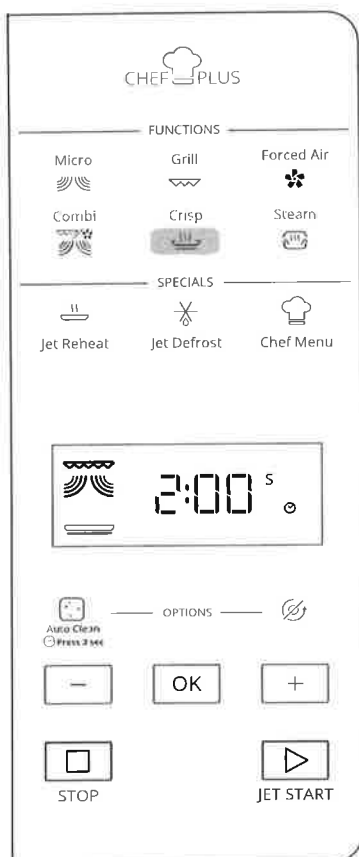 CHEF PLUS
FUNCTIONS
Micro Grill Forced Air
Combi Crisp Steam
SPECIALS
Jet Reheat Jet Defrost Chef Menu
2:00 S
OPTIONS
Auto Clean
Press 3 sec
- OK +
STOP JET START